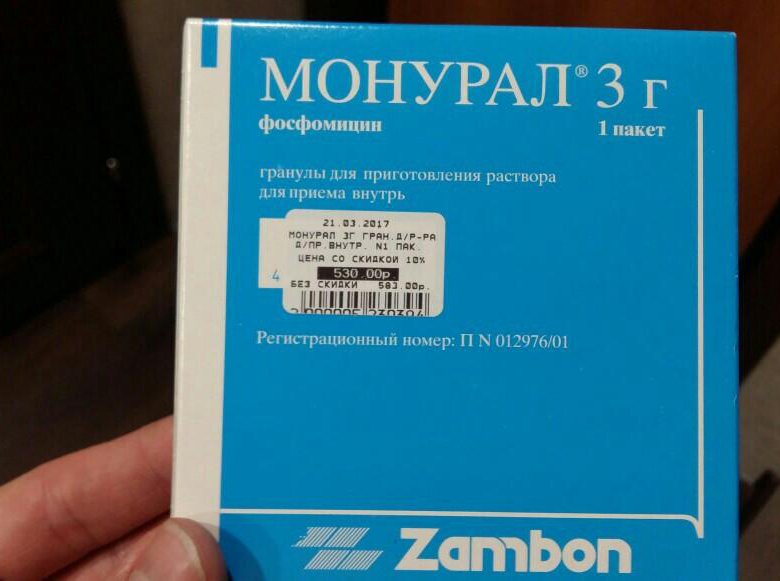 МОНУРАЛ® 3 г
фосфомицин 1 пакет
гранулы для приготовления раствора
для приема внутрь
21.03.2017
МОНУРАЛ 3Г ГРАН.Д/Р-РА
Д/ПР.ВНУТР. N1 ПАК.
ЦЕНА СО СКИДКОЙ 10%
4 530.00р.
БЕЗ СКИДКИ 583.00р.
Регистрационный номер: П N 012976/01
Zambon